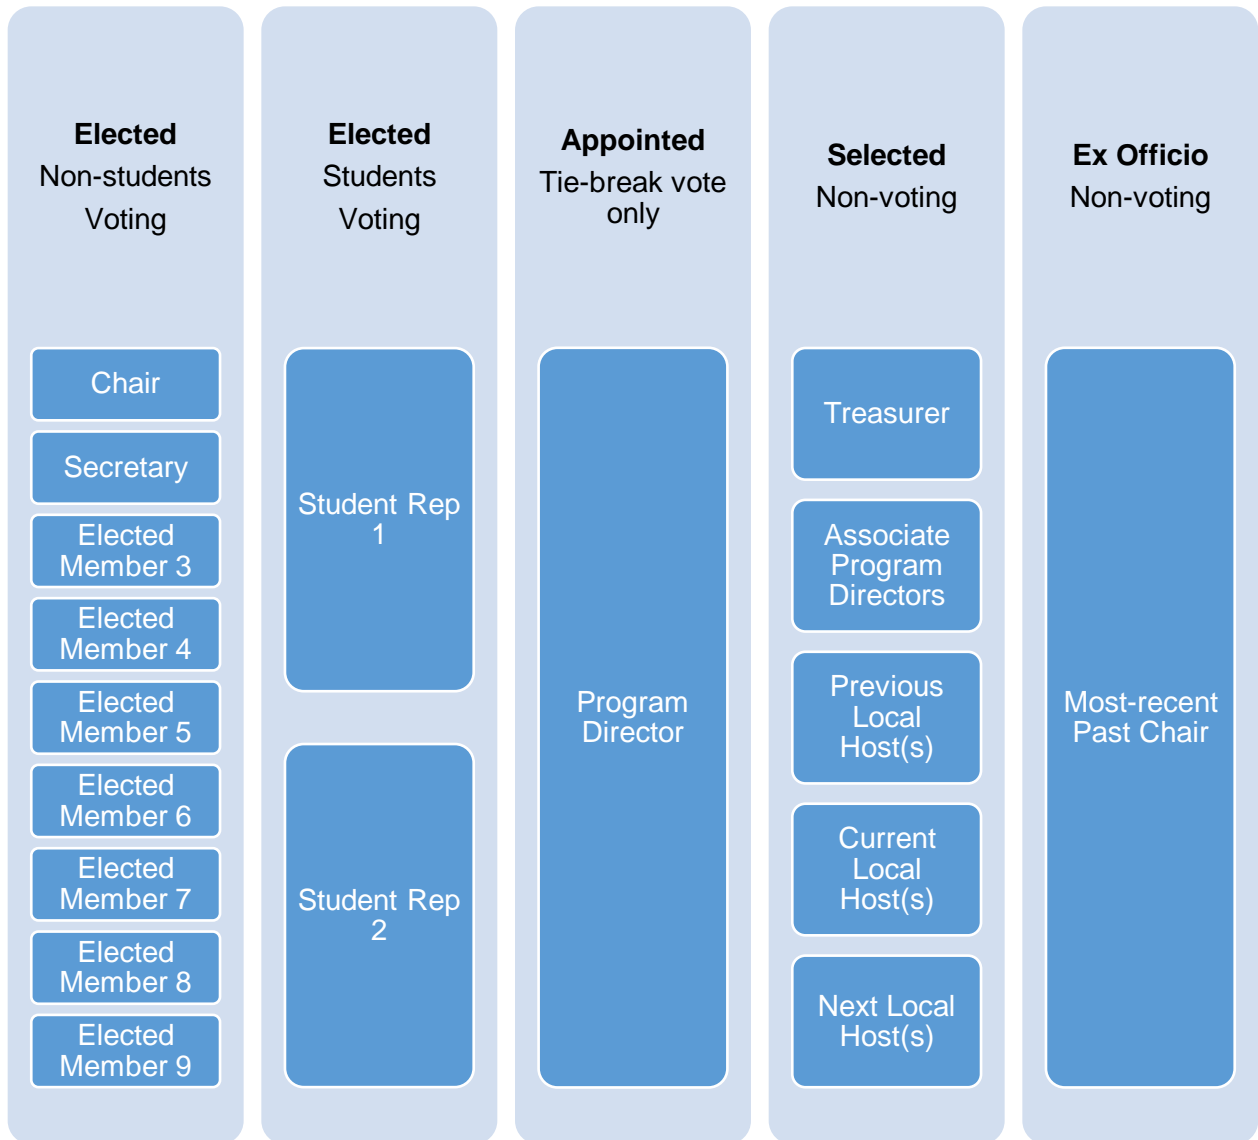 Elected
Non-students
Voting
Chair
Secretary
Elected
Member 3
Elected
Member 4
Elected
Member 5
Elected
Member 6
Elected
Member 7
Elected
Member 8
Elected
Member 9
Elected
Students
Voting
Student Rep
1
Student Rep
2
Appointed
Tie-break vote
only
Program
Director
Selected
Non-voting
Treasurer
Associate
Program
Directors
Previous
Local
Host(s)
Current
Local
Host(s)
Next Local
Host(s)
Ex Officio
Non-voting
Most-recent
Past Chair